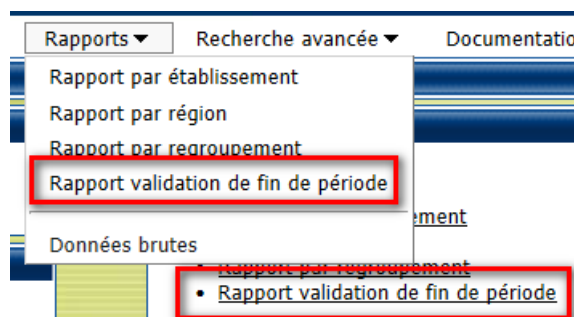 Rapports ▼ Recherche avancée ▼ Documentatio
Rapport par établissement
Rapport par région
Rapport par regroupement
Rapport validation de fin de période
ement
Données brutes
• Rapport par regroupement
• Rapport validation de fin de période